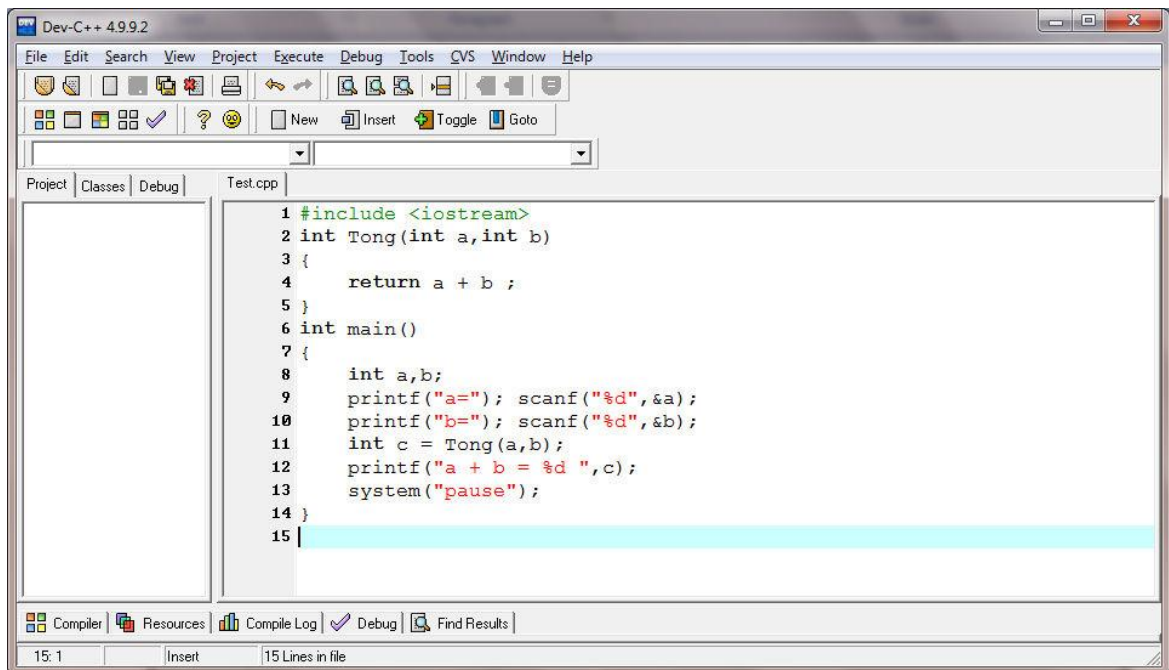 Dev-C++ 4.9.9.2
File Edit Search View Project Execute Debug Tools CVS Window Help
New Insert Toggle Goto
Project Classes Debug Test.cpp
1 #include <iostream>
2 int Tong(int a,int b)
3 {
4 return a + b ;
5 }
6 int main()
7 {
8 int a,b;
9 printf("a="); scanf("%d",&a);
10 printf("b="); scanf("%d",&b);
11 int c = Tong(a,b);
12 printf("a + b = %d ",c);
13 system("pause");
14 }
15
Compiler Resources Compile Log Debug Find Results
15: 1 Insert 15 Lines in file